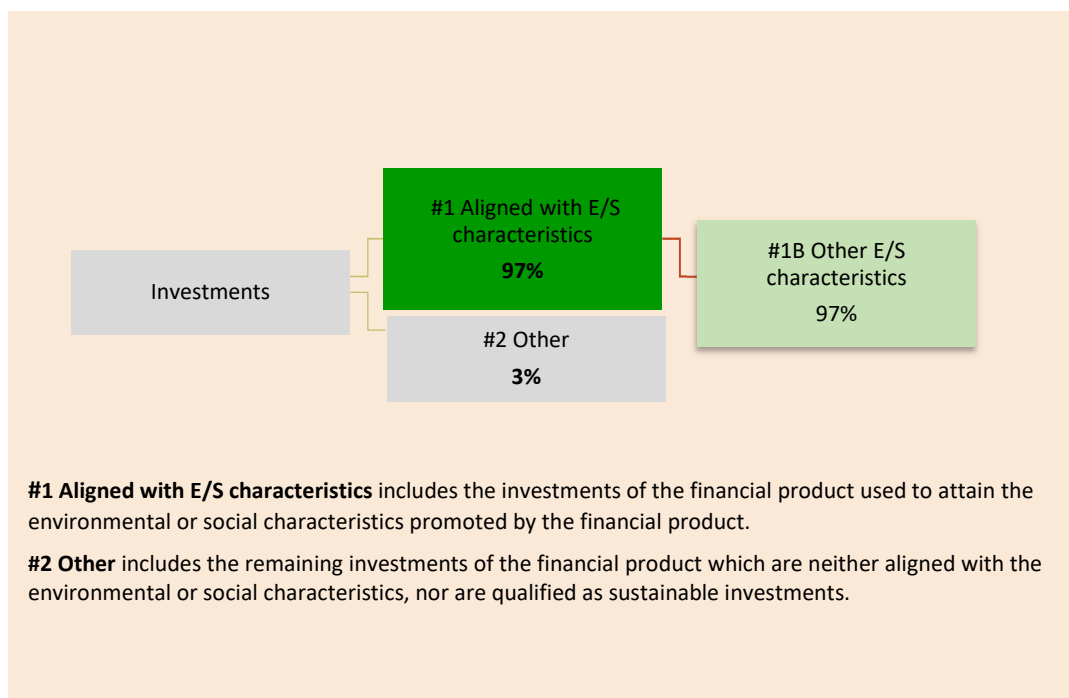 Investments
#1 Aligned with E/S
characteristics
97%
#2 Other
3%
#1B Other E/S
characteristics
97%
#1 Aligned with E/S characteristics includes the investments of the financial product used to attain the
environmental or social characteristics promoted by the financial product.
#2 Other includes the remaining investments of the financial product which are neither aligned with the
environmental or social characteristics, nor are qualified as sustainable investments.